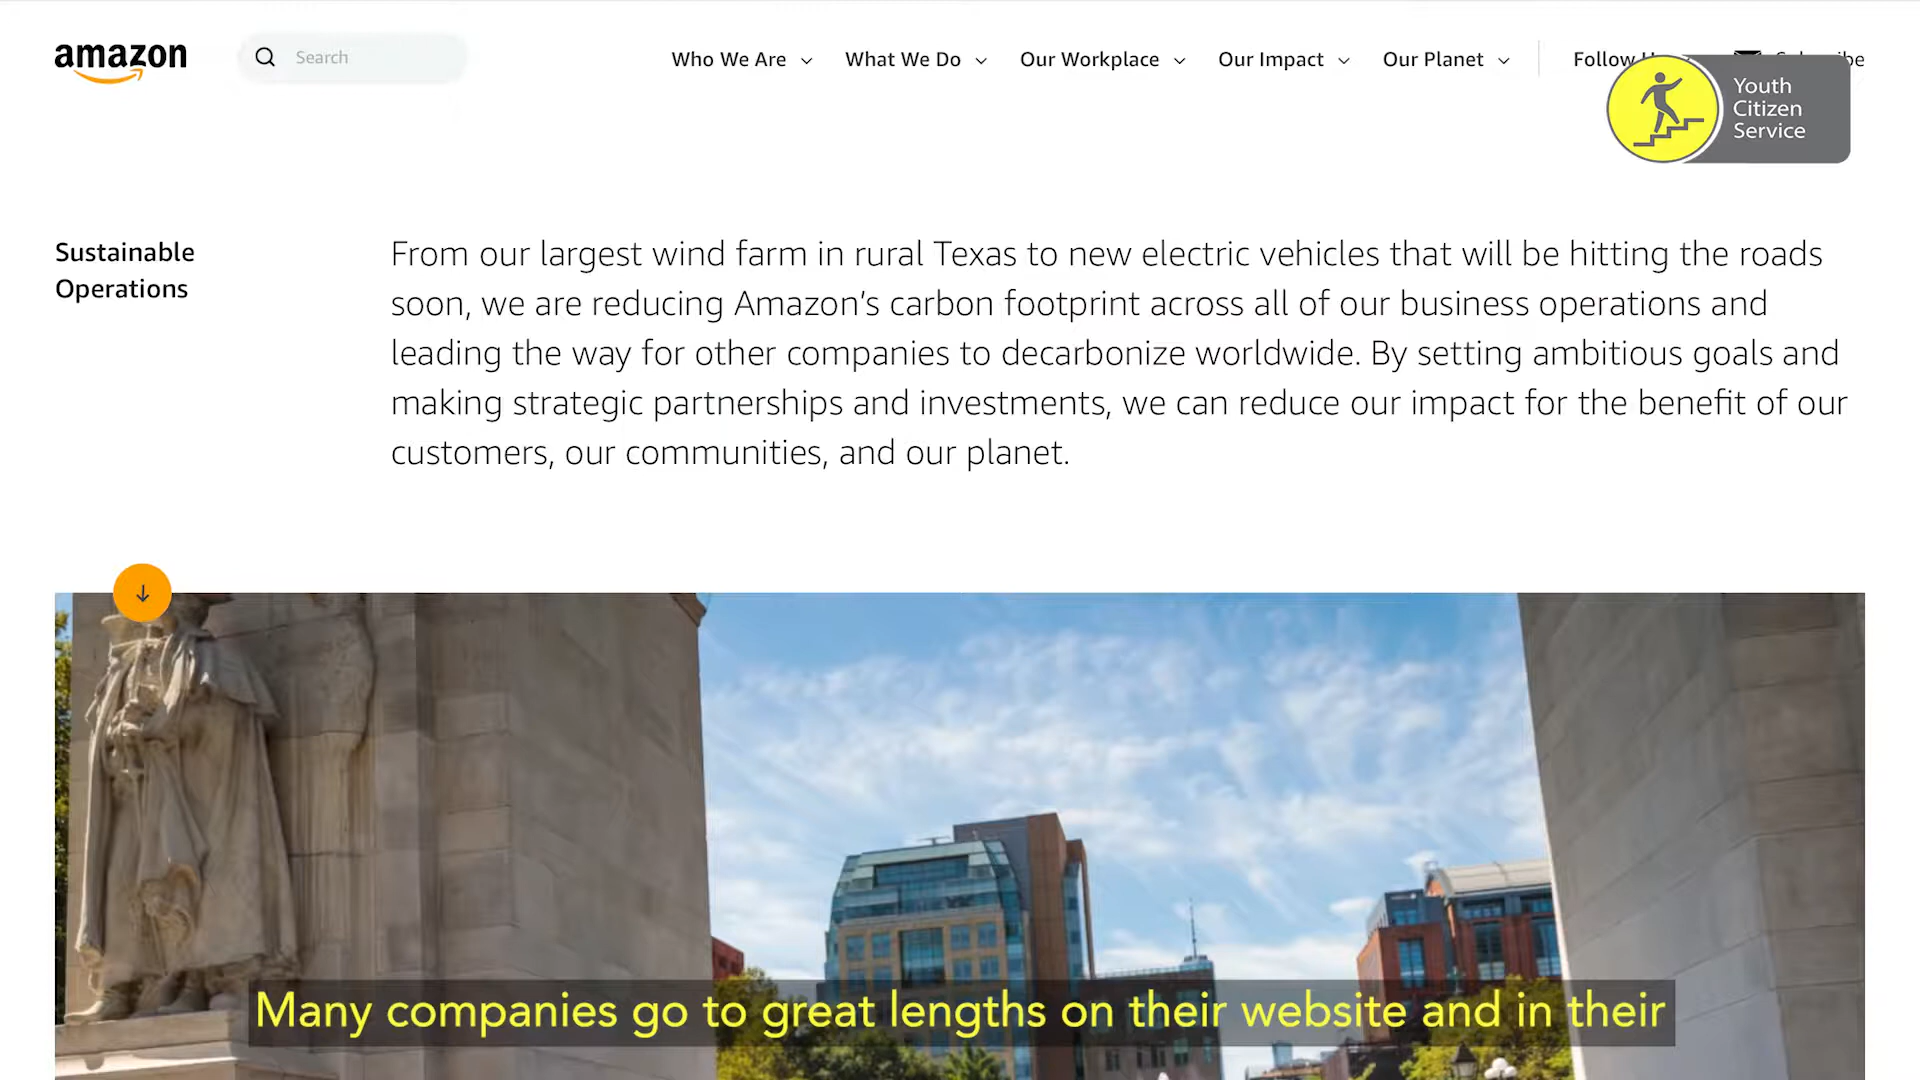 amazon
Search
Who We Are
What We Do
Our Workplace
Our Impact
Our Planet
Follow
Youth
Citizen
Service
Sustainable
Operations
From our largest wind farm in rural Texas to new electric vehicles that will be hitting the roads
soon, we are reducing Amazon’s carbon footprint across all of our business operations and
leading the way for other companies to decarbonize worldwide. By setting ambitious goals and
making strategic partnerships and investments, we can reduce our impact for the benefit of our
customers, our communities, and our planet.
Many companies go to great lengths on their website and in their